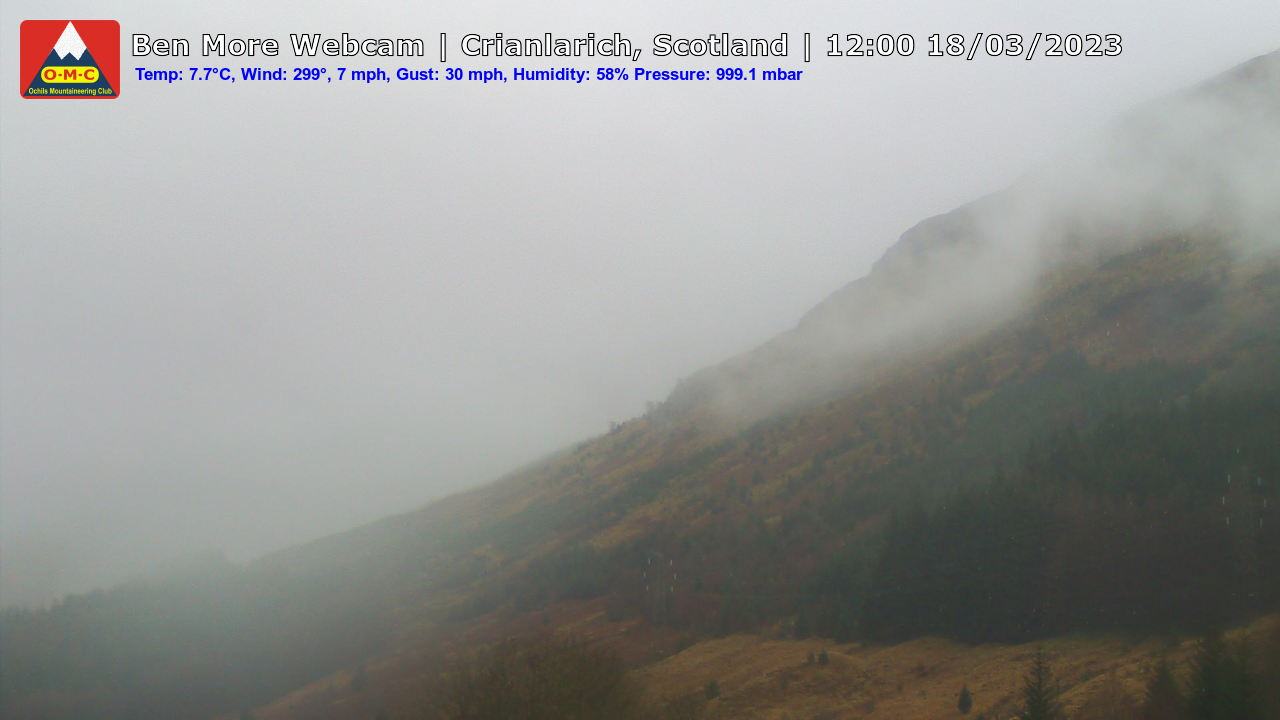 Ben More Webcam | Crianlarich, Scotland | 12:00 18/03/2023
Temp: 7.7°C, Wind: 299°, 7 mph, Gust: 30 mph, Humidity: 58% Pressure: 999.1 mbar
O·M·C
Ochils Mountaineering Club